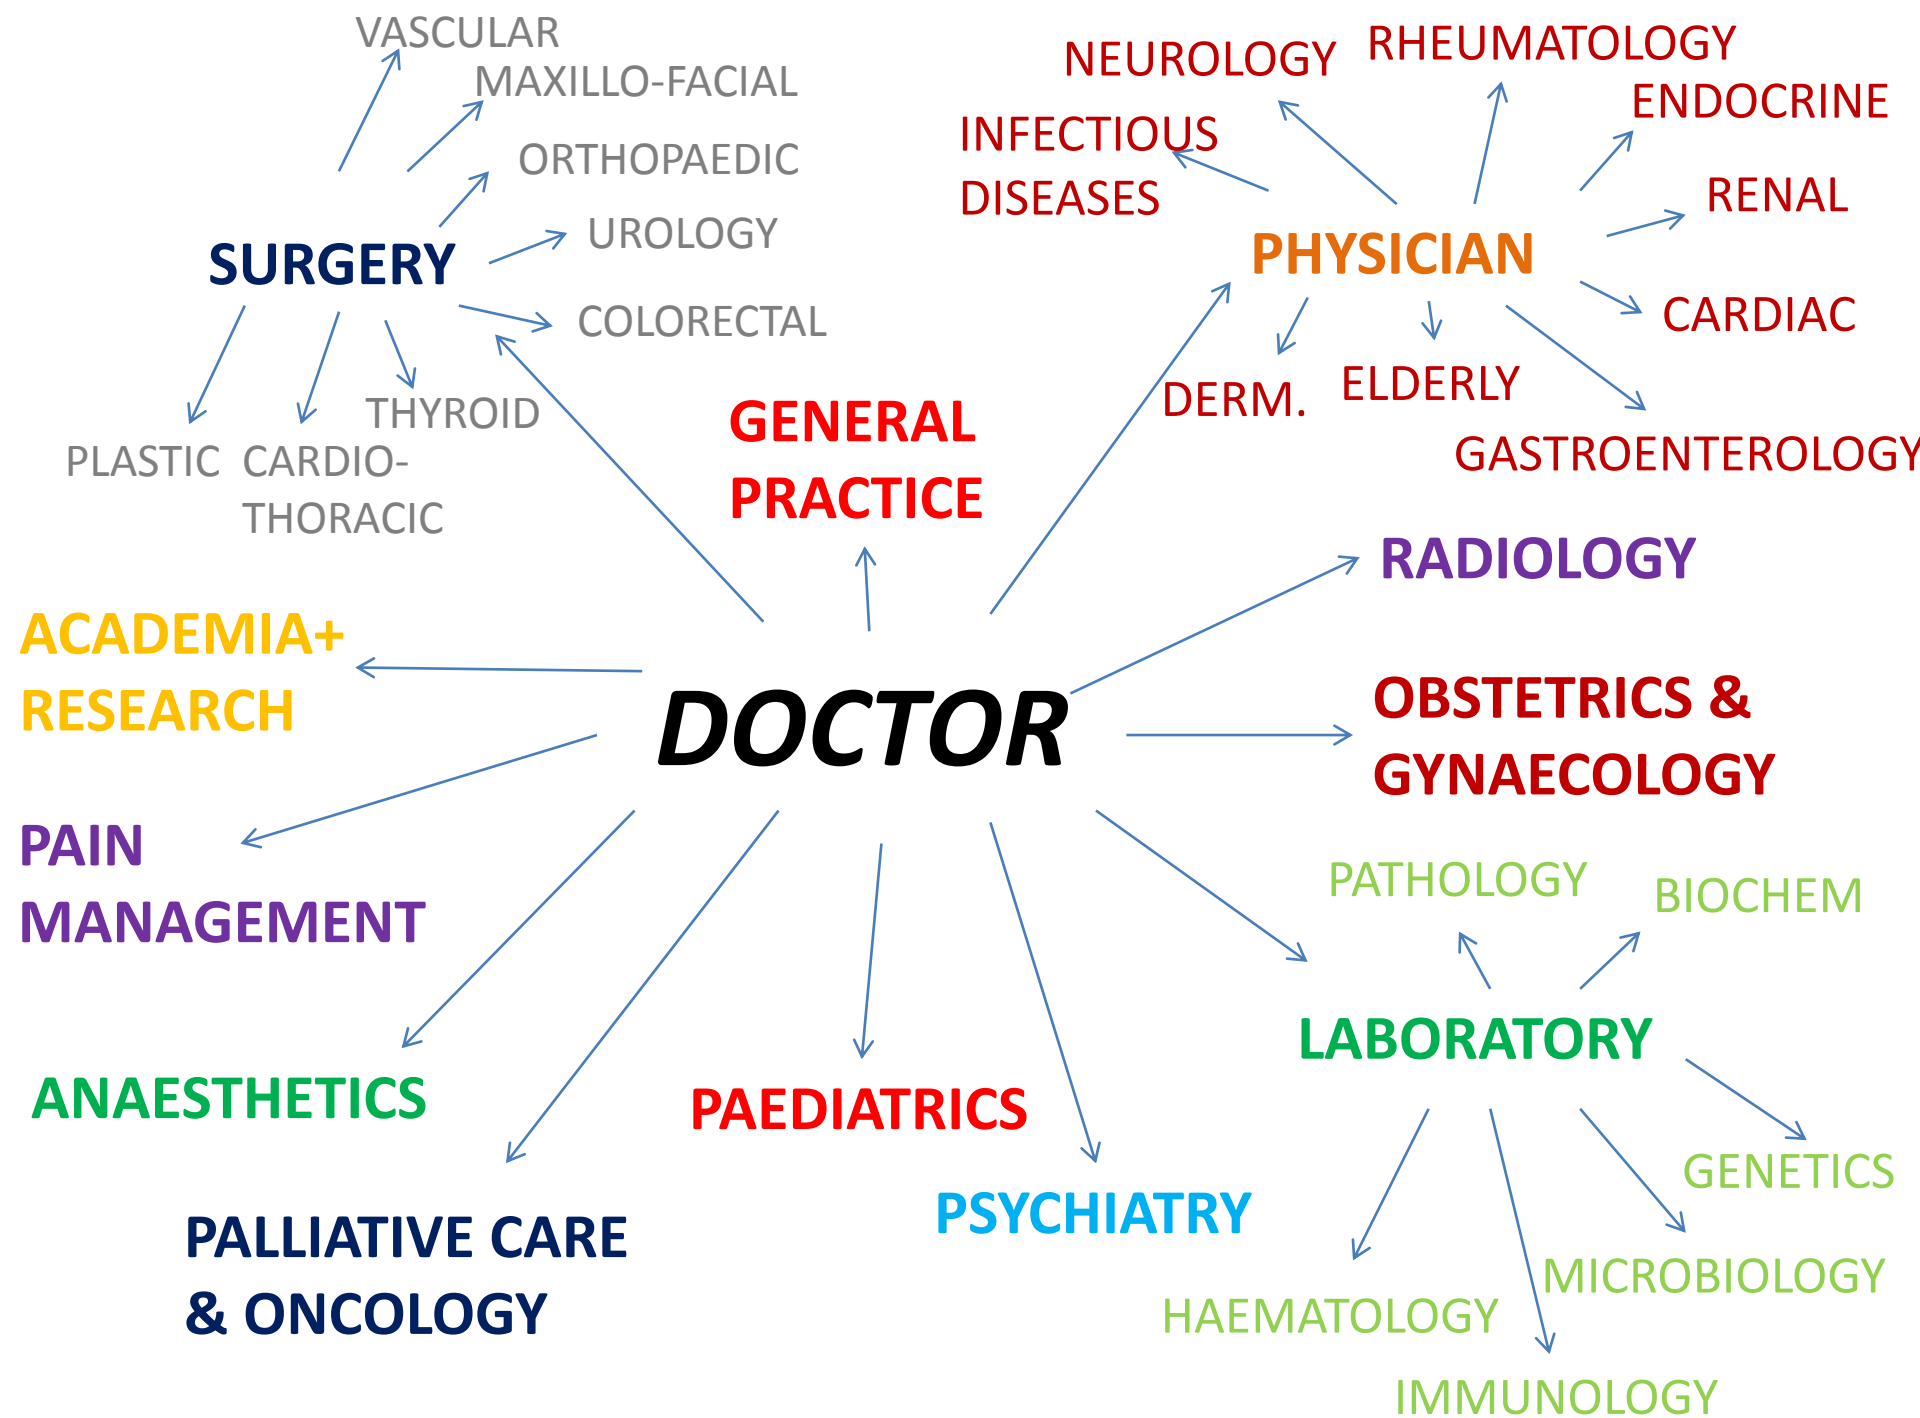 VASCULAR
MAXILLO-FACIAL
ORTHOPAEDIC
UROLOGY
SURGERY
COLORECTAL
THYROID
PLASTIC
CARDIO-
THORACIC
NEUROLOGY
RHEUMATOLOGY
ENDOCRINE
INFECTIOUS
DISEASES
RENAL
PHYSICIAN
CARDIAC
DERM.
ELDERLY
GASTROENTEROLOGY
GENERAL
PRACTICE
RADIOLOGY
ACADEMIA+
RESEARCH
DOCTOR
OBSTETRICS &
GYNAECOLOGY
PAIN
MANAGEMENT
PATHOLOGY
BIOCHEM
LABORATORY
ANAESTHETICS
PAEDIATRICS
GENETICS
PSYCHIATRY
PALLIATIVE CARE
& ONCOLOGY
MICROBIOLOGY
HAEMATOLOGY
IMMUNOLOGY